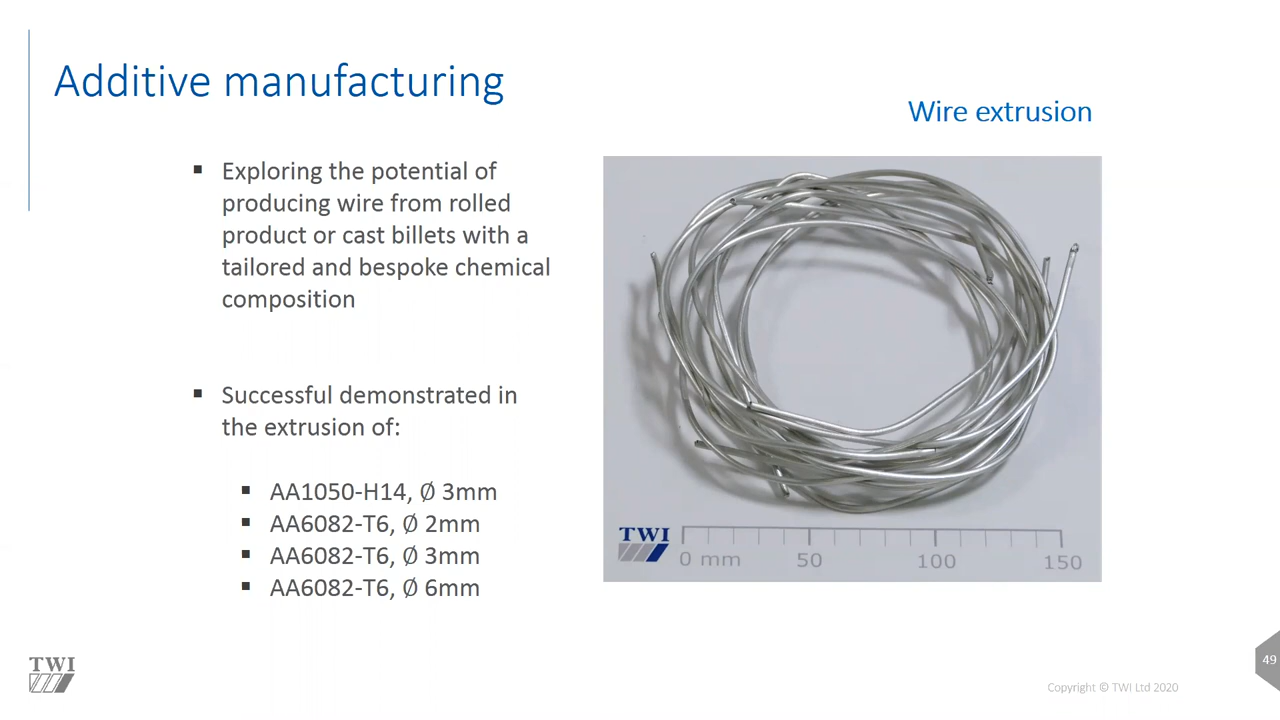 Additive manufacturing
Wire extrusion
▪ Exploring the potential of
producing wire from rolled
product or cast billets with a
tailored and bespoke chemical
composition
▪ Successful demonstrated in
the extrusion of:
▪ AA1050-H14, Ø 3mm
▪ AA6082-T6, Ø 2mm
▪ AA6082-T6, Ø 3mm
▪ AA6082-T6, Ø 6mm
TWI
0 mm 50 100 150
TWI
49
Copyright © TWI Ltd 2020